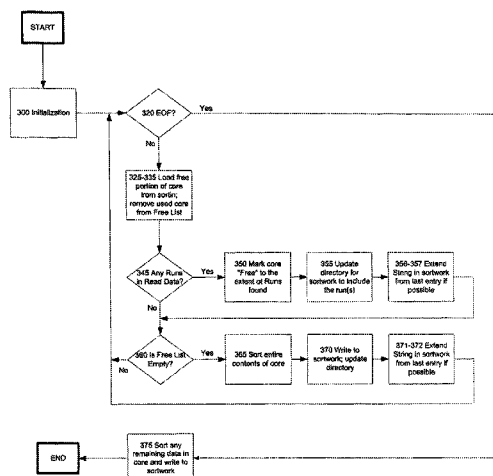 START
300 Initialization
320 EOF?
Yes
No
325-335 Load free
portion of core
from sortin;
remove used core
from Free List
345 Any Runs
in Read Data?
Yes
No
350 Mark core
"Free" to the
extent of Runs
found
355 Update
directory for
sortwork to include
the run(s)
356-357 Extend
String in sortwork
from last entry if
possible
360 Is Free List
Empty?
Yes
No
365 Sort entire
contents of core
370 Write to
sortwork; update
directory
371-372 Extend
String in sortwork
from last entry if
possible
END
375 Sort any
remaining data in
core and write to
sortwork